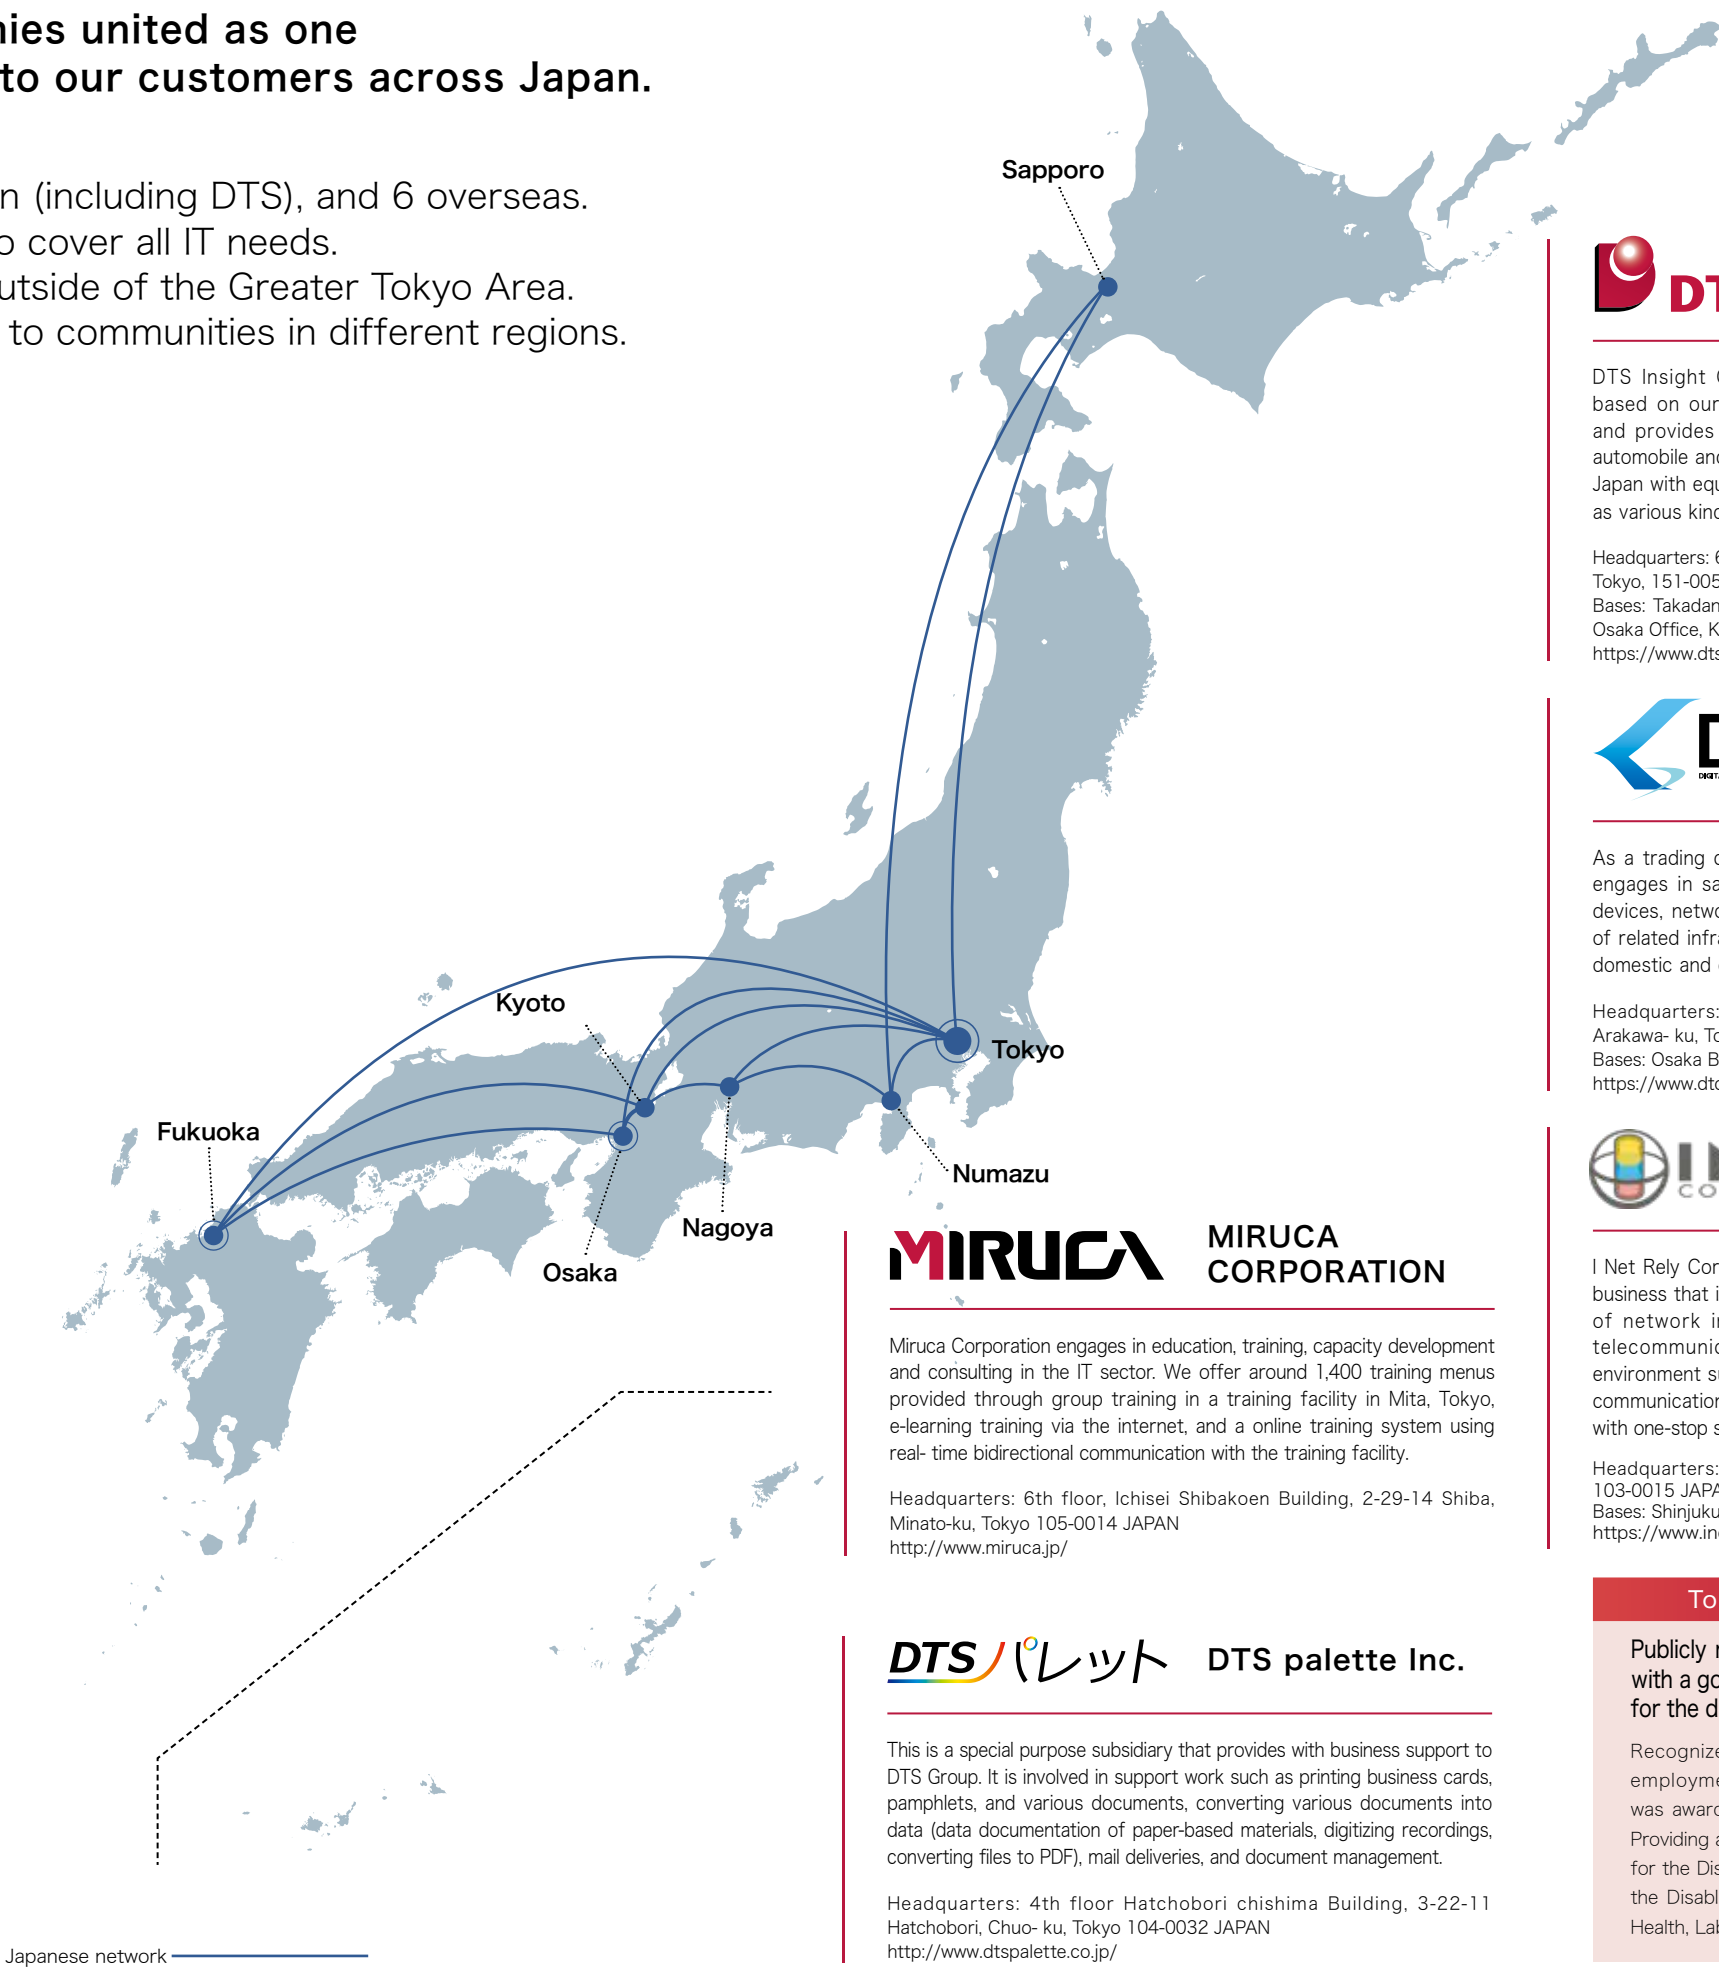 nies united as one
to our customers across Japan.
n (including DTS), and 6 overseas.
o cover all IT needs.
utside of the Greater Tokyo Area.
to communities in different regions.
Sapporo
Kyoto
Tokyo
Fukuoka
Numazu
Nagoya
Osaka
Japanese network
MIRUCA
MIRUCA
CORPORATION
Miruca Corporation engages in education, training, capacity development
and consulting in the IT sector. We offer around 1,400 training menus
provided through group training in a training facility in Mita, Tokyo,
e-learning training via the internet, and a online training system using
real- time bidirectional communication with the training facility.
Headquarters: 6th floor, Ichisei Shibakoen Building, 2-29-14 Shiba,
Minato-ku, Tokyo 105-0014 JAPAN
http://www.miruca.jp/
DTSパレット
DTS palette Inc.
This is a special purpose subsidiary that provides with business support to
DTS Group. It is involved in support work such as printing business cards,
pamphlets, and various documents, converting various documents into
data (data documentation of paper-based materials, digitizing recordings,
converting files to PDF), mail deliveries, and document management.
Headquarters: 4th floor Hatchobori chishima Building, 3-22-11
Hatchobori, Chuo- ku, Tokyo 104-0032 JAPAN
http://www.dtspalette.co.jp/
DT
DTS Insight
based on our
and provides
automobile and
Japan with equ
as various kind
Headquarters: 6
Tokyo, 151-005
Bases: Takadan
Osaka Office, K
https://www.dts
D
DIGITA
As a trading c
engages in sa
devices, netwo
of related infra
domestic and
Headquarters:
Arakawa- ku, To
Bases: Osaka B
https://www.dtc
IN
CO
I Net Rely Cor
business that i
of network in
telecommunic
environment su
communication
with one-stop s
Headquarters:
103-0015 JAPA
Bases: Shinjuku
https://www.ine
To
Publicly r
with a go
for the d
Recognize
employme
was award
Providing a
for the Dis
the Disabl
Health, Lab